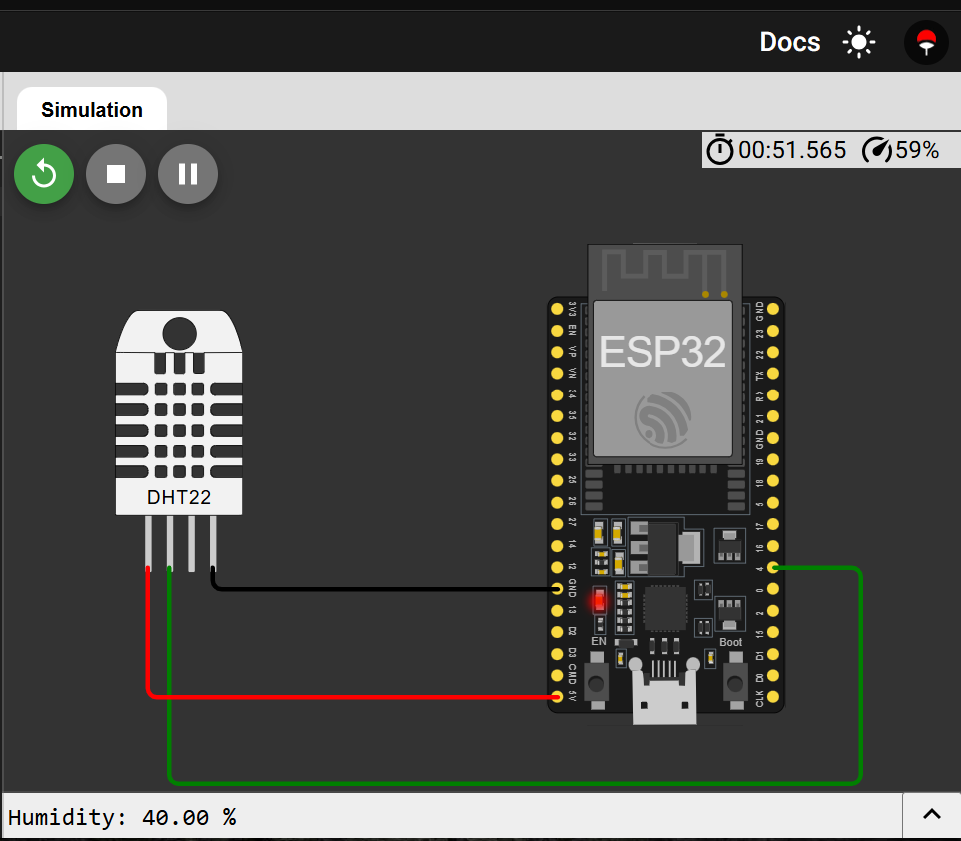 Docs
Simulation
00:51.565 59%
ESP32
3V3
EN
VP
VN
34
35
32
33
25
26
27
14
12
GND
13
D2
D3
CMD
5V
GND
23
22
TX
RX
21
GND
19
18
5
17
16
4
0
2
15
D1
D0
CLK
EN
Boot
DHT22
Humidity: 40.00 %